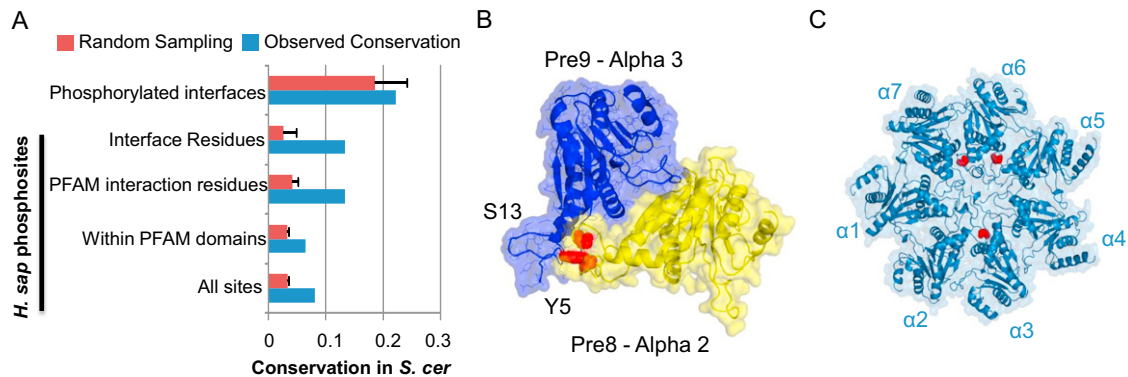 A
Random Sampling
Observed Conservation
Phosphorylated interfaces
Interface Residues
PFAM interaction residues
Within PFAM domains
All sites
H. sap phosphosites
0
0.1
0.2
0.3
Conservation in S. cer
B
Pre9 - Alpha 3
S13
Y5
Pre8 - Alpha 2
C
α6
α7
α5
α1
α4
α2
α3